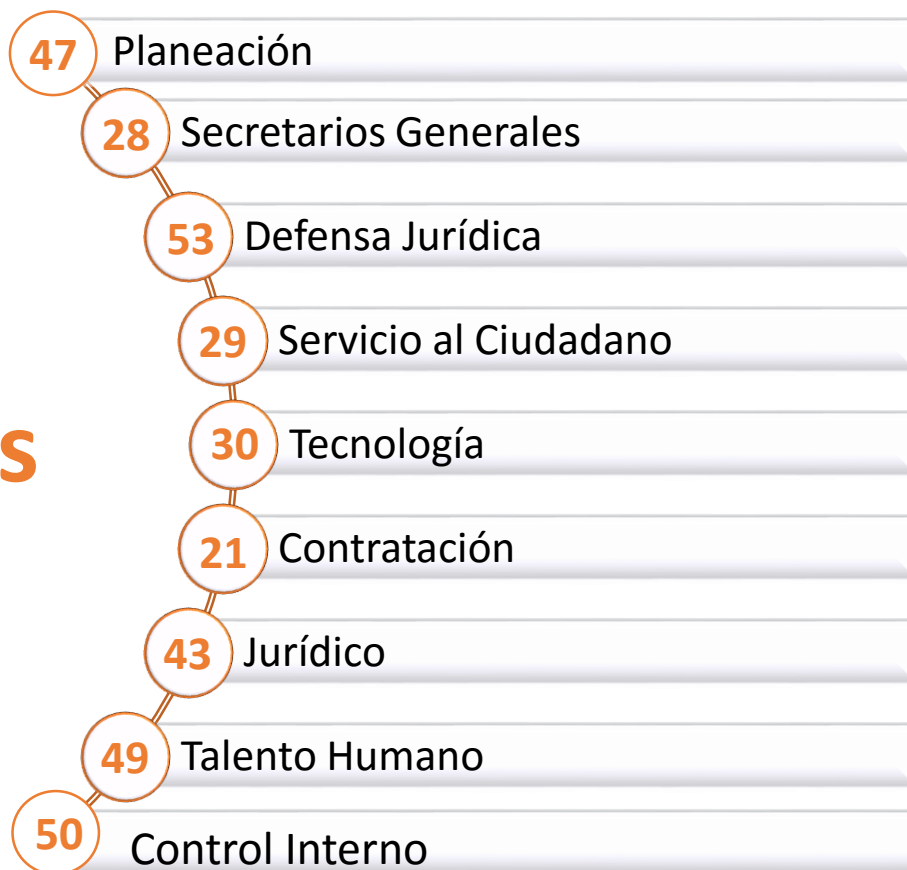 47 Planeación
28 Secretarios Generales
53 Defensa Jurídica
29 Servicio al Ciudadano
s
30 Tecnología
21 Contratación
43 Jurídico
49 Talento Humano
50 Control Interno